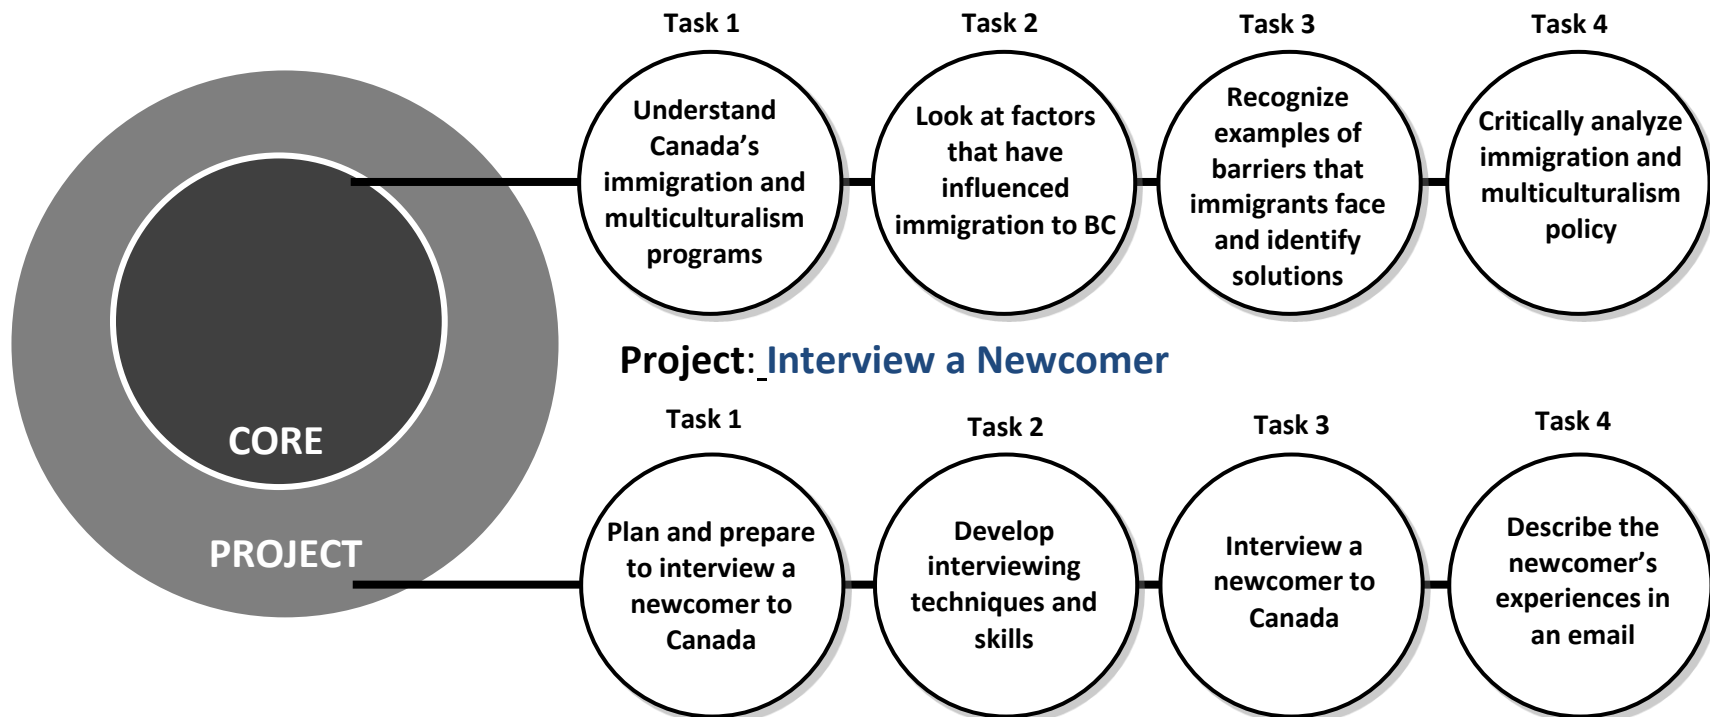 Task 1
Understand
Canada’s
immigration and
multiculturalism
programs
Task 2
Look at factors
that have
influenced
immigration to BC
Task 3
Recognize
examples of
barriers that
immigrants face
and identify
solutions
Task 4
Critically analyze
immigration and
multiculturalism
policy
CORE
Project: Interview a Newcomer
PROJECT
Task 1
Plan and prepare
to interview a
newcomer to
Canada
Task 2
Develop
interviewing
techniques and
skills
Task 3
Interview a
newcomer to
Canada
Task 4
Describe the
newcomer’s
experiences in
an email